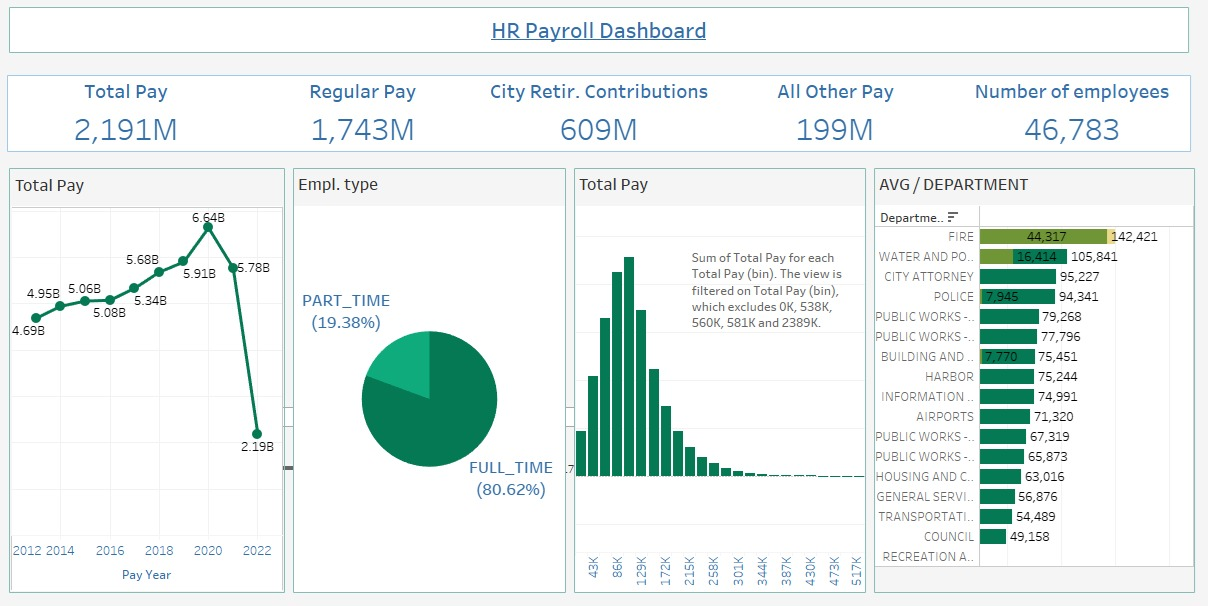 HR Payroll Dashboard
Total Pay
2,191M
Regular Pay
1,743M
City Retir. Contributions
609M
All Other Pay
199M
Number of employees
46,783
Total Pay
4.69B
4.95B
5.06B
5.08B
5.34B
5.68B
5.91B
6.64B
5.78B
2.19B
2012 2014 2016 2018 2020 2022
Pay Year
Empl. type
PART_TIME
(19.38%)
FULL_TIME
(80.62%)
Total Pay
Sum of Total Pay for each
Total Pay (bin). The view is
filtered on Total Pay (bin),
which excludes 0K, 538K,
560K, 581K and 2389K.
43K 86K 129K 172K 215K 258K 301K 344K 387K 430K 473K 517K
AVG / DEPARTMENT
Departme..
FIRE 44,317 142,421
WATER AND PO.. 16,414 105,841
CITY ATTORNEY 95,227
POLICE 7,945 94,341
PUBLIC WORKS -.. 79,268
PUBLIC WORKS -.. 77,796
BUILDING AND .. 7,770 75,451
HARBOR 75,244
INFORMATION .. 74,991
AIRPORTS 71,320
PUBLIC WORKS -.. 67,319
PUBLIC WORKS -.. 65,873
HOUSING AND C.. 63,016
GENERAL SERVI.. 56,876
TRANSPORTATI.. 54,489
COUNCIL 49,158
RECREATION A..